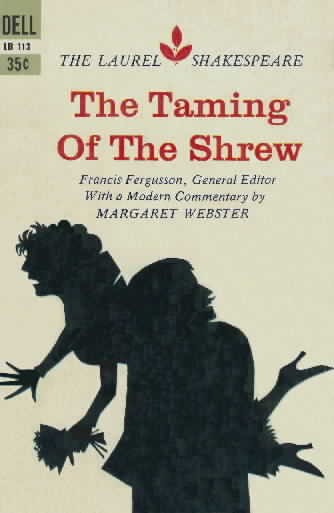 DELL
LB 113
35¢
THE LAUREL SHAKESPEARE
The Taming
Of The Shrew
Francis Fergusson, General Editor
With a Modern Commentary by
MARGARET WEBSTER